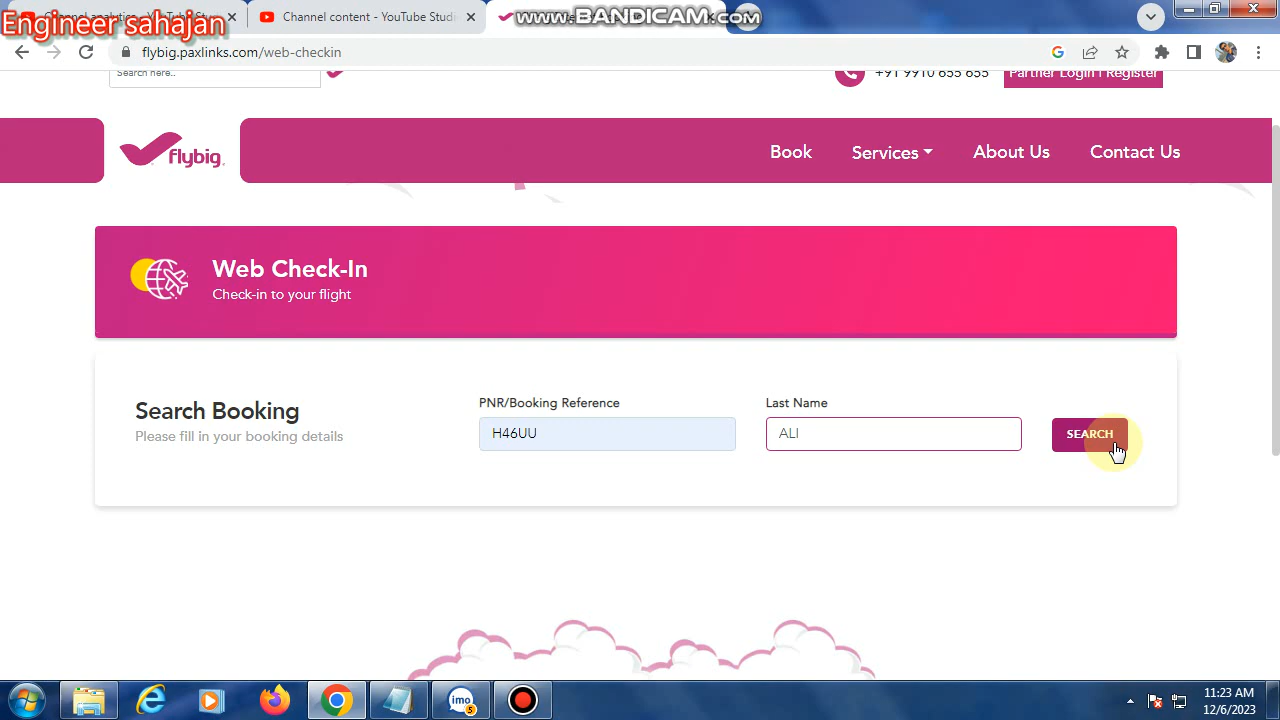 Engineer sahajan
Channel content - YouTube Studi
www.BANDICAM.com
flybig.paxlinks.com/web-checkin
Search here..
+91 9910 655 655
Partner Login | Register
flybig.
Book
Services
About Us
Contact Us
Web Check-In
Check-in to your flight
Search Booking
Please fill in your booking details
PNR/Booking Reference
H46UU
Last Name
ALI
SEARCH
imo
5
11:23 AM
12/6/2023